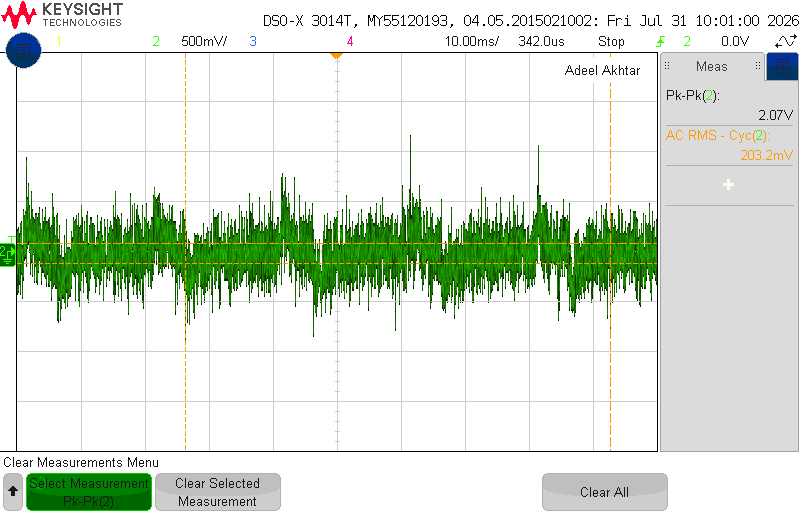 KEYSIGHT
TECHNOLOGIES
DSO-X 3014T, MY55120193, 04.05.2015021002: Fri Jul 31 10:01:00 2026
1 2 500mV/ 3 4 10.00ms/ 342.0us Stop 2 0.0V
Adeel Akhtar
Meas
Pk-Pk(2):
2.07V
AC RMS - Cyc(2):
203.2mV
2
T
Clear Measurements Menu
Select Measurement
Pk-Pk(2)
Clear Selected
Measurement
Clear All